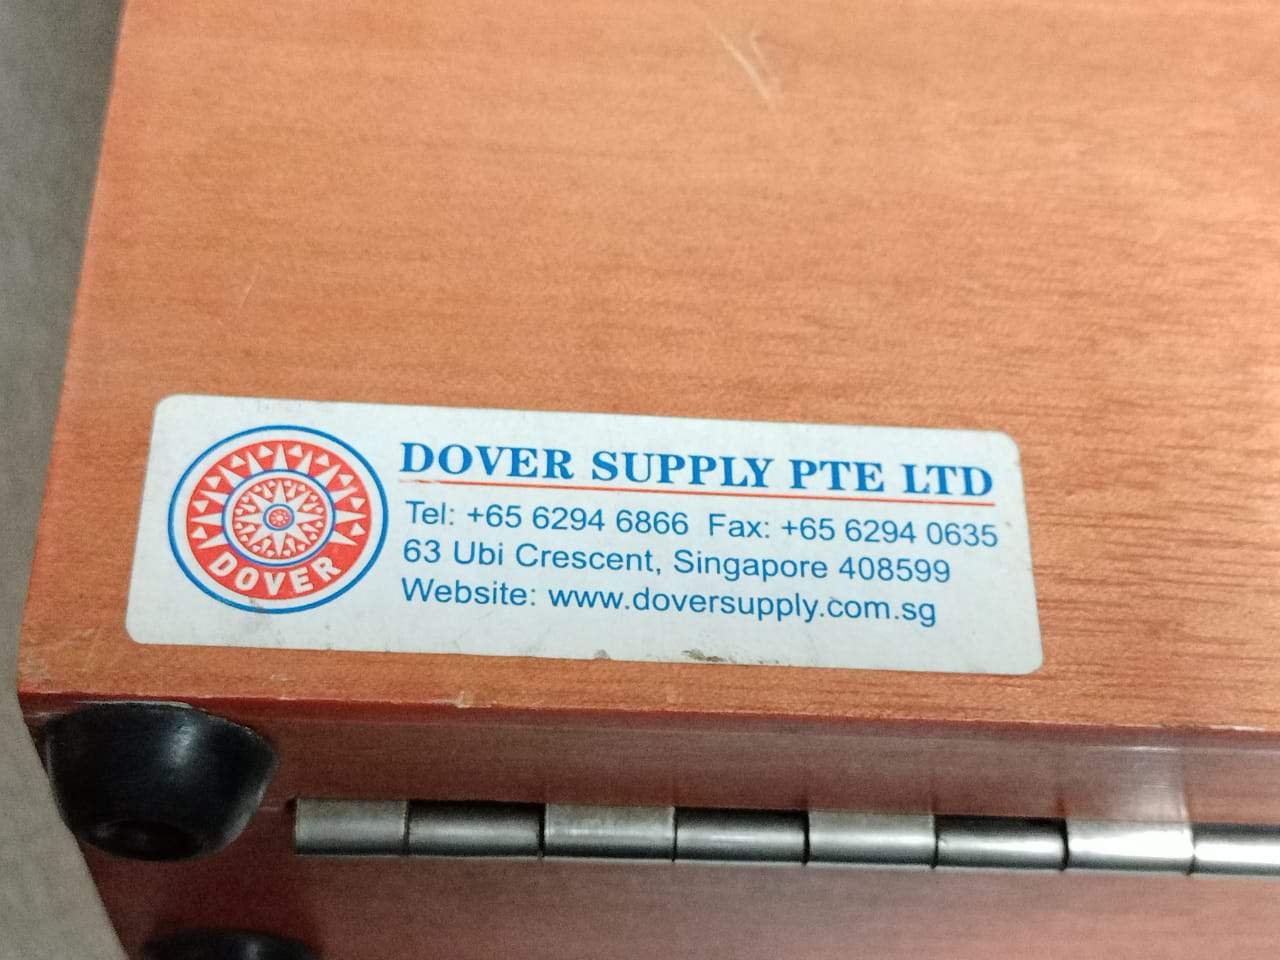 DOVER SUPPLY PTE LTD
Tel: +65 6294 6866  Fax: +65 6294 0635
63 Ubi Crescent, Singapore 408599
Website: www.doversupply.com.sg
DOVER